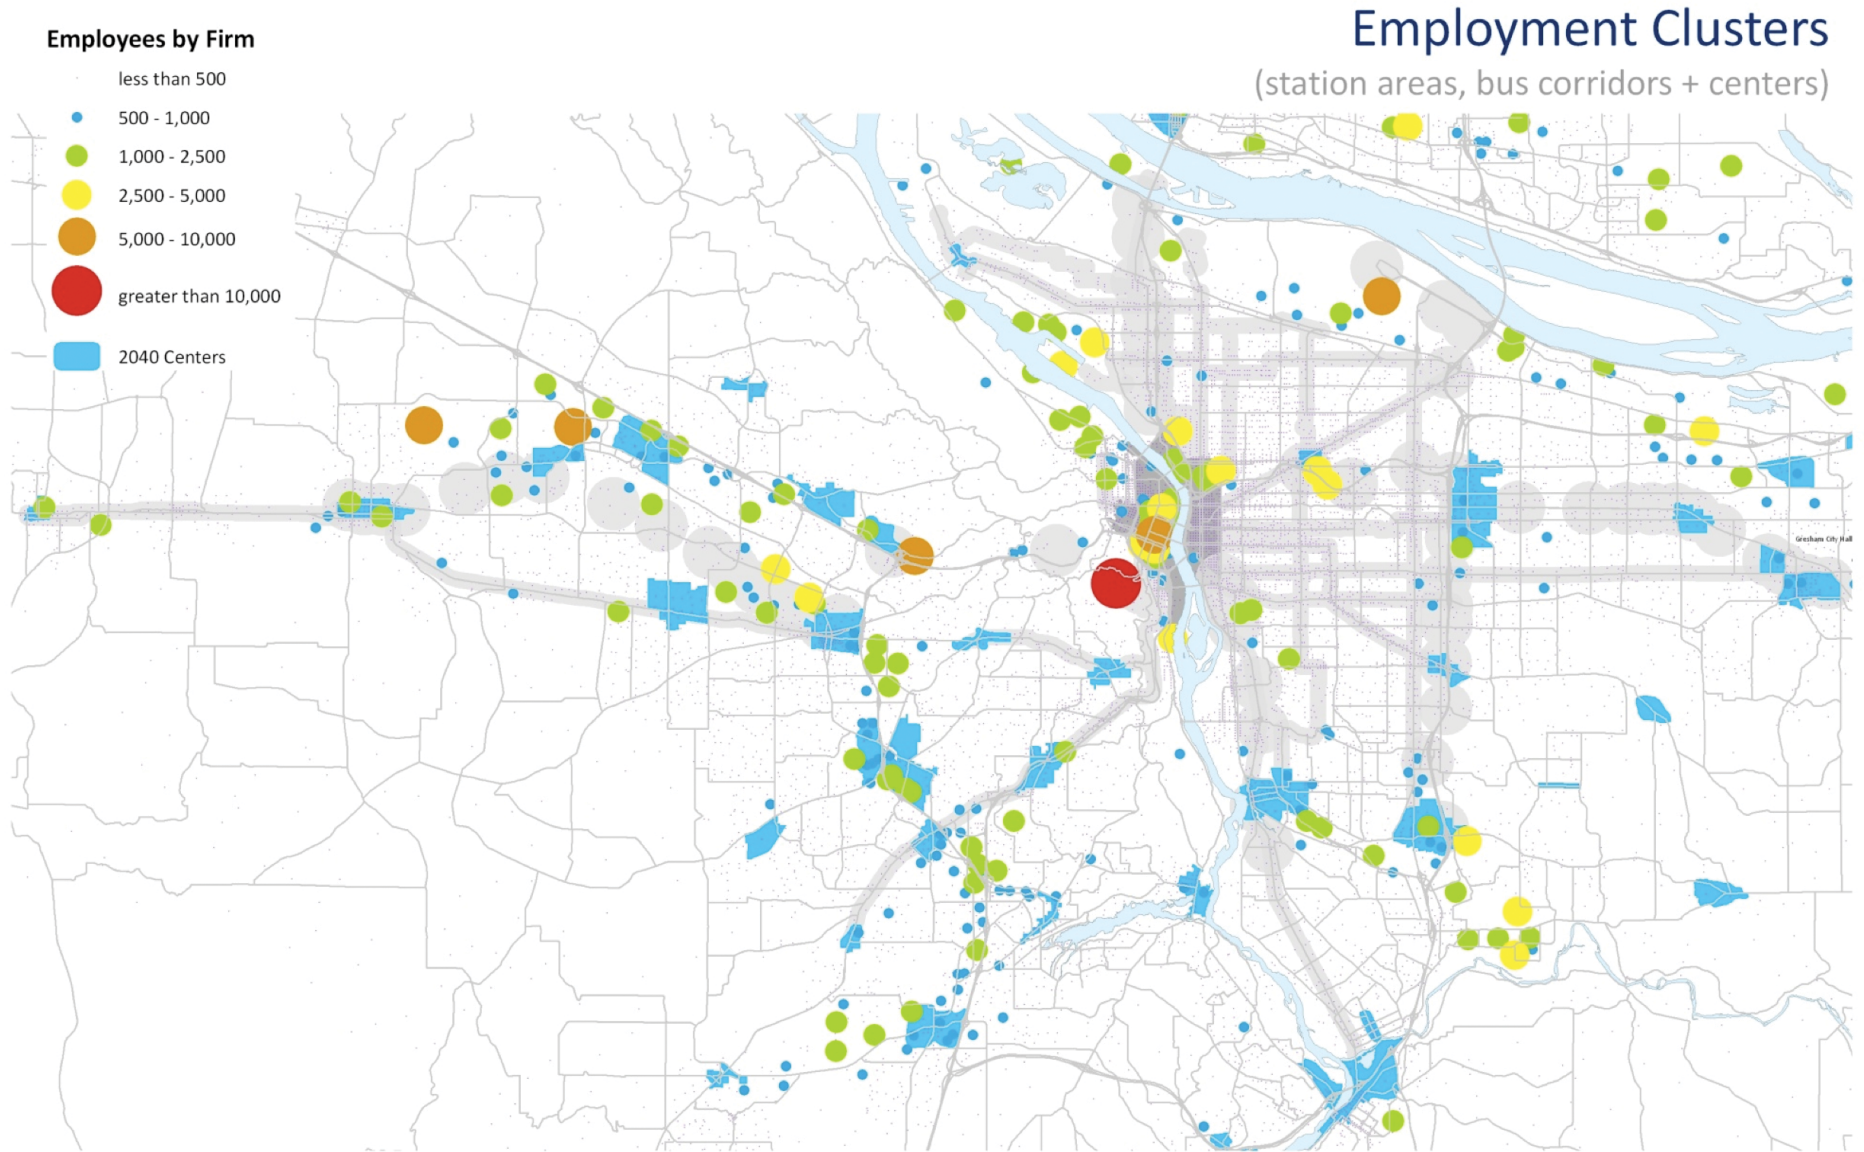 Employment Clusters
(station areas, bus corridors + centers)
Employees by Firm
less than 500
500 - 1,000
1,000 - 2,500
2,500 - 5,000
5,000 - 10,000
greater than 10,000
2040 Centers
Gresham City Hall